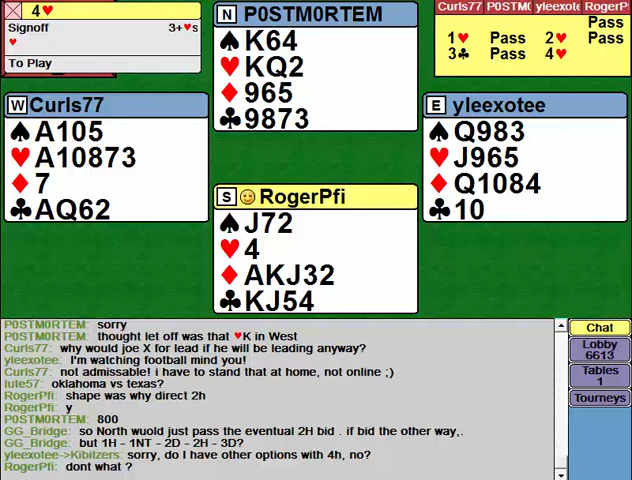 4♥
Signoff 3+♥s
♥
To Play
N P0STM0RTEM
♠K64
♥KQ2
♦965
♣9873
Curls77 P0STM0 yleexote RogerP
Pass
1♥ Pass 2♥ Pass
3♣ Pass 4♥
W Curls77
♠A105
♥A10873
♦7
♣AQ62
E yleexotee
♠Q983
♥J965
♦Q1084
♣10
S RogerPfi
♠J72
♥4
♦AKJ32
♣KJ54
P0STM0RTEM: sorry
P0STM0RTEM: thought let off was that ♥K in West
Curls77: why would joe X for lead if he will be leading anyway?
yleexotee: I'm watching football mind you!
Curls77: not admissable! i have to stand that at home, not online ;)
lute57: oklahoma vs texas?
RogerPfi: shape was why direct 2h
RogerPfi: y
P0STM0RTEM: 800
GG_Bridge: so North wuold just pass the eventual 2H bid . if bid the other way,.
GG_Bridge: but 1H - 1NT - 2D - 2H - 3D?
yleexotee->Kibitzers: sorry, do I have other options with 4h, no?
RogerPfi: dont what ?
Chat
Lobby
6613
Tables
1
Tourneys